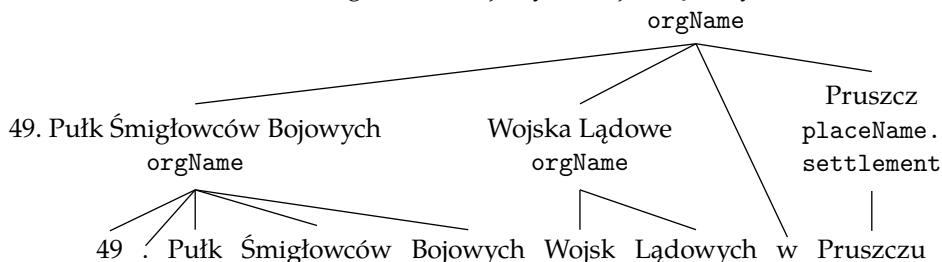 orgName
Pruszcz
49. Pułk Śmigłowców Bojowych Wojska Lądowe placeName.
orgName orgName settlement
49 . Pułk Śmigłowców Bojowych Wojsk Lądowych w Pruszczu